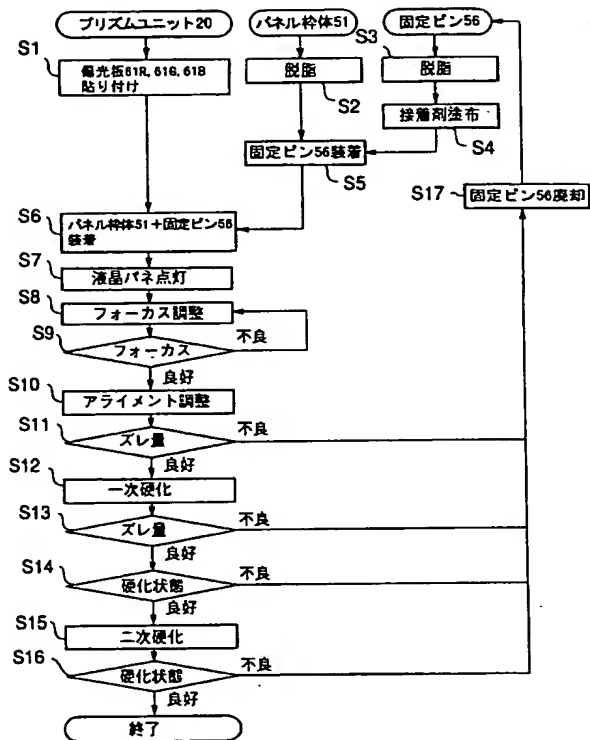 プリズムユニット20
パネル枠体51
固定ピン56
S1
偏光板61R, 61G, 61B
貼り付け
脱脂
S2
S3
脱脂
接着剤塗布
S4
固定ピン56装着
S5
S17
固定ピン56廃却
S6
パネル枠体51+固定ピン56
装着
S7
液晶パネ点灯
S8
フォーカス調整
S9
フォーカス
不良
良好
S10
アライメント調整
S11
ズレ量
不良
良好
S12
一次硬化
S13
ズレ量
不良
良好
S14
硬化状態
不良
良好
S15
二次硬化
S16
硬化状態
不良
良好
終了